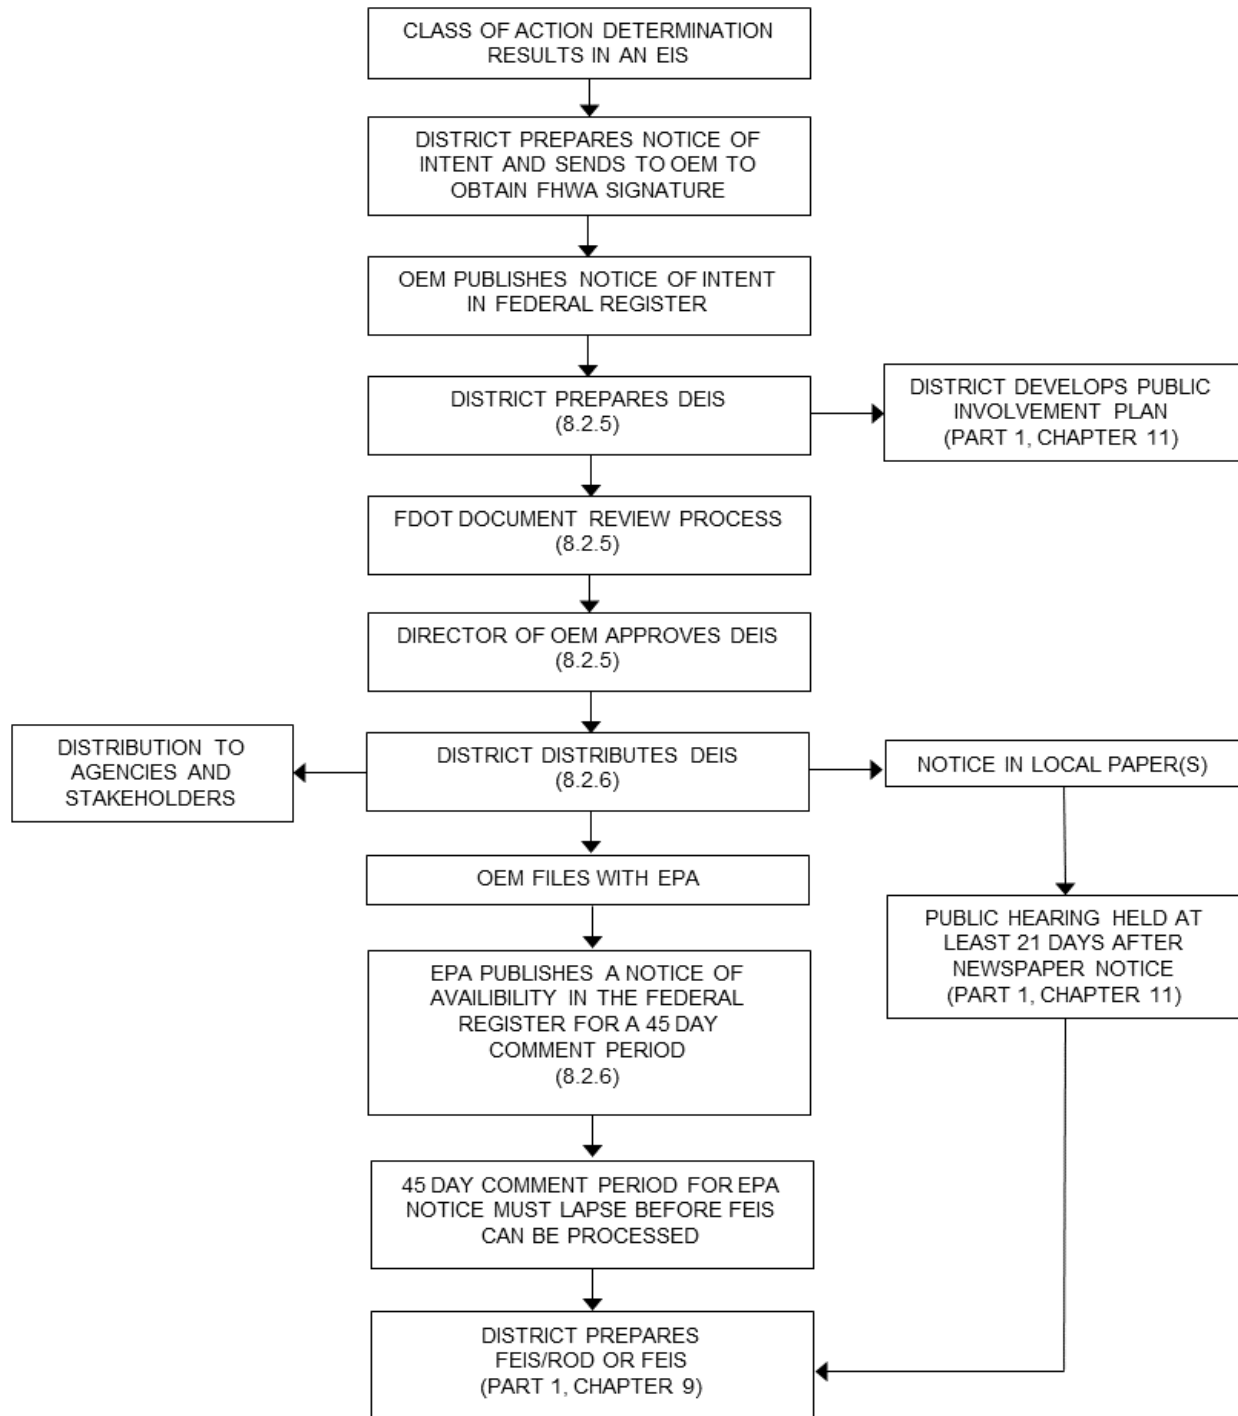 CLASS OF ACTION DETERMINATION
RESULTS IN AN EIS
DISTRICT PREPARES NOTICE OF
INTENT AND SENDS TO OEM TO
OBTAIN FHWA SIGNATURE
OEM PUBLISHES NOTICE OF INTENT
IN FEDERAL REGISTER
DISTRICT PREPARES DEIS
(8.2.5)
DISTRICT DEVELOPS PUBLIC
INVOLVEMENT PLAN
(PART 1, CHAPTER 11)
FDOT DOCUMENT REVIEW PROCESS
(8.2.5)
DIRECTOR OF OEM APPROVES DEIS
(8.2.5)
DISTRIBUTION TO
AGENCIES AND
STAKEHOLDERS
DISTRICT DISTRIBUTES DEIS
(8.2.6)
NOTICE IN LOCAL PAPER(S)
OEM FILES WITH EPA
PUBLIC HEARING HELD AT
LEAST 21 DAYS AFTER
NEWSPAPER NOTICE
(PART 1, CHAPTER 11)
EPA PUBLISHES A NOTICE OF
AVAILIBILITY IN THE FEDERAL
REGISTER FOR A 45 DAY
COMMENT PERIOD
(8.2.6)
45 DAY COMMENT PERIOD FOR EPA
NOTICE MUST LAPSE BEFORE FEIS
CAN BE PROCESSED
DISTRICT PREPARES
FEIS/ROD OR FEIS
(PART 1, CHAPTER 9)